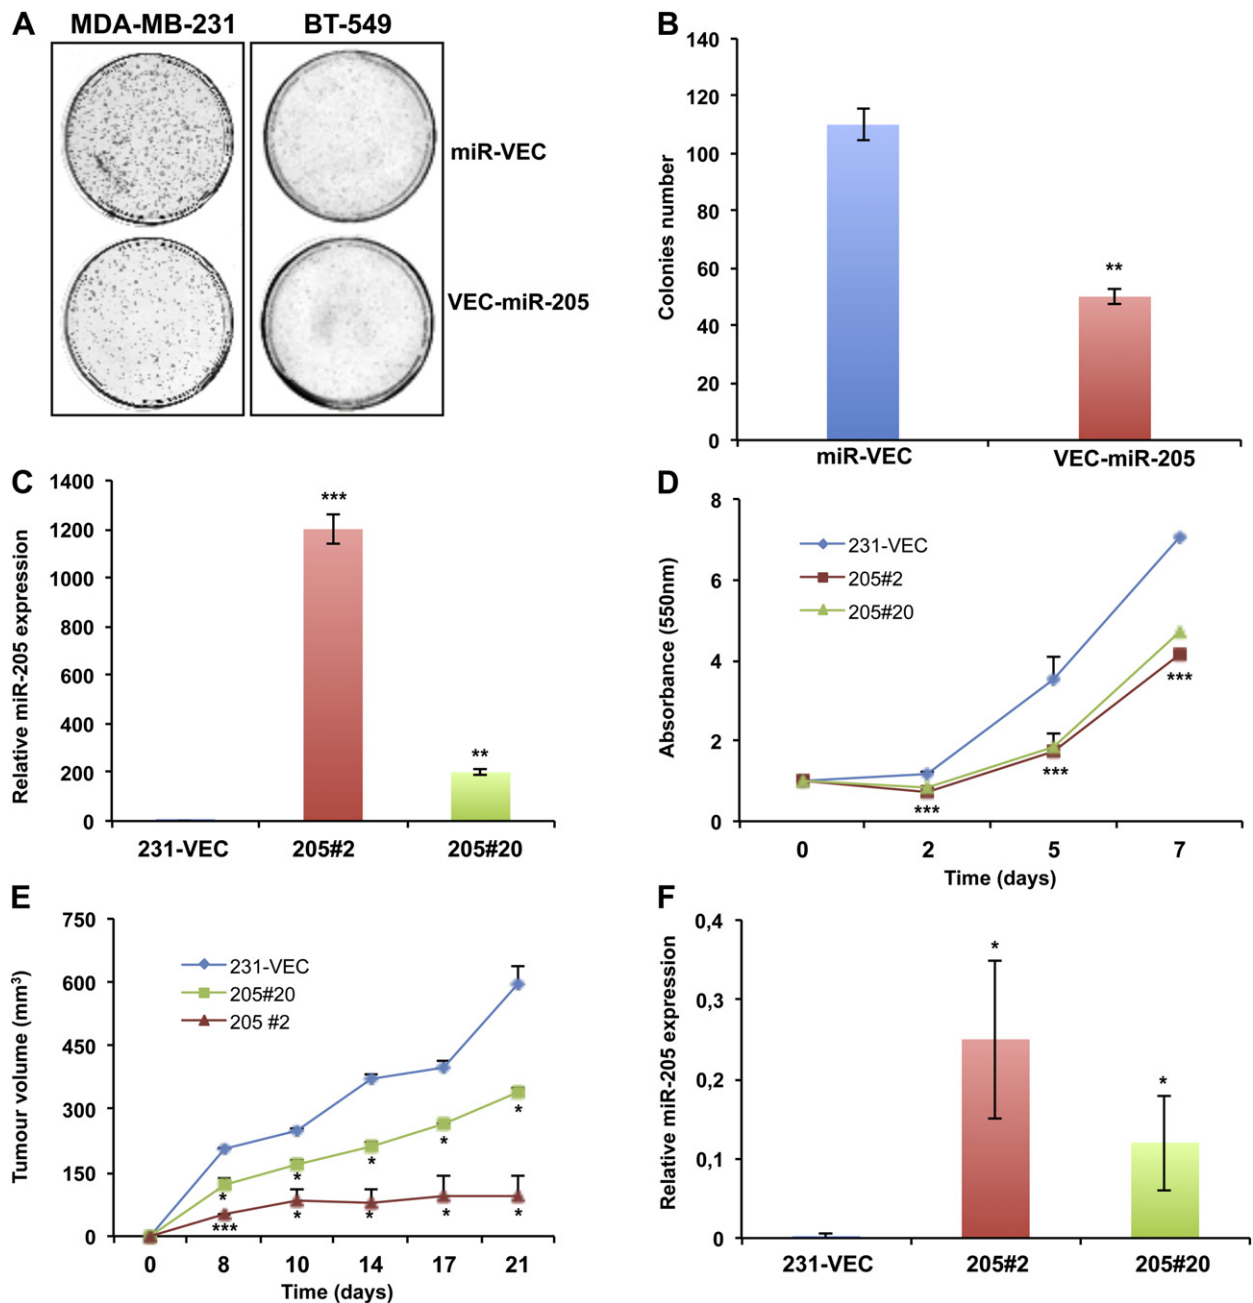 A
MDA-MB-231 BT-549
miR-VEC
VEC-miR-205
B
140
120
100
80
60
40
20
0
Colonies number
**
miR-VEC VEC-miR-205
C
1400
1200
1000
800
600
400
200
0
Relative miR-205 expression
***
**
231-VEC 205#2 205#20
D
8
6
4
2
0
Absorbance (550nm)
231-VEC
205#2
205#20
***
***
***
0 2 5 7
Time (days)
E
750
600
450
300
150
0
Tumour volume (mm³)
231-VEC
205#20
205 #2
* * * * *
*** * * * *
0 8 10 14 17 21
Time (days)
F
0,4
0,3
0,2
0,1
0
Relative miR-205 expression
*
*
231-VEC 205#2 205#20